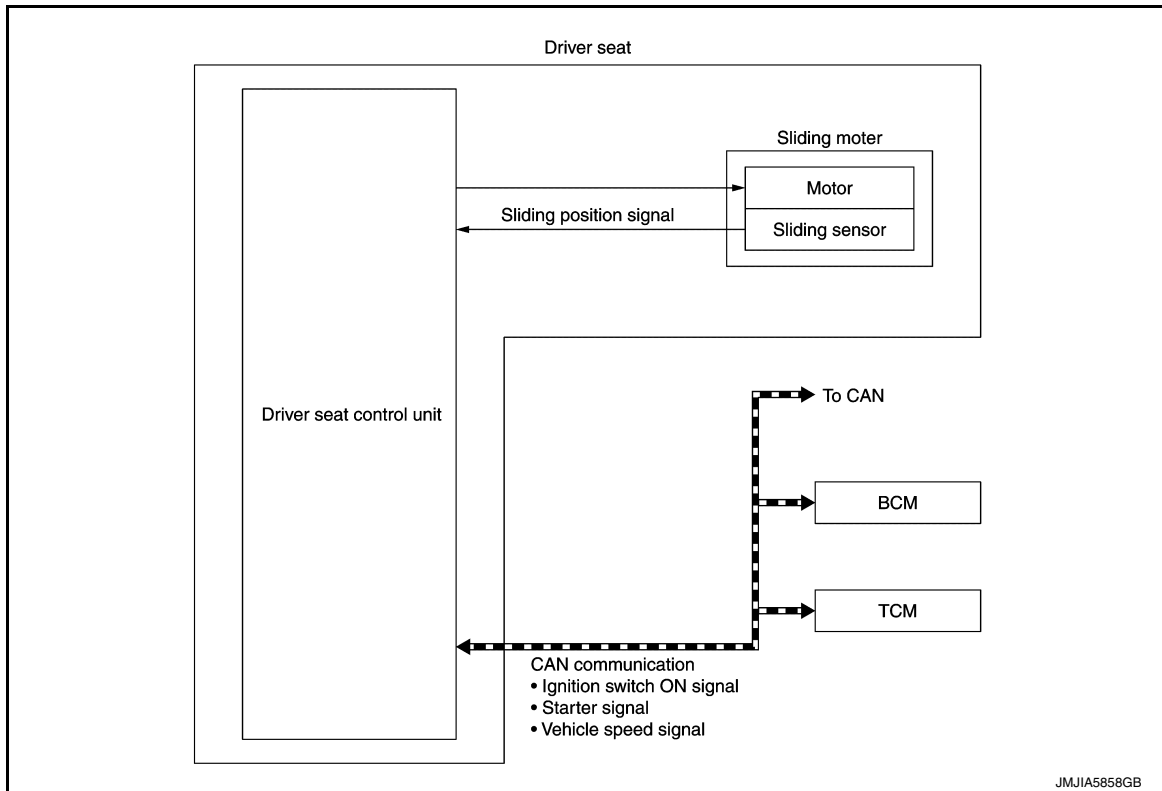 Driver seat
Sliding moter
Motor
Sliding position signal
Sliding sensor
Driver seat control unit
To CAN
BCM
TCM
CAN communication
• Ignition switch ON signal
• Starter signal
• Vehicle speed signal
JMJIA5858GB